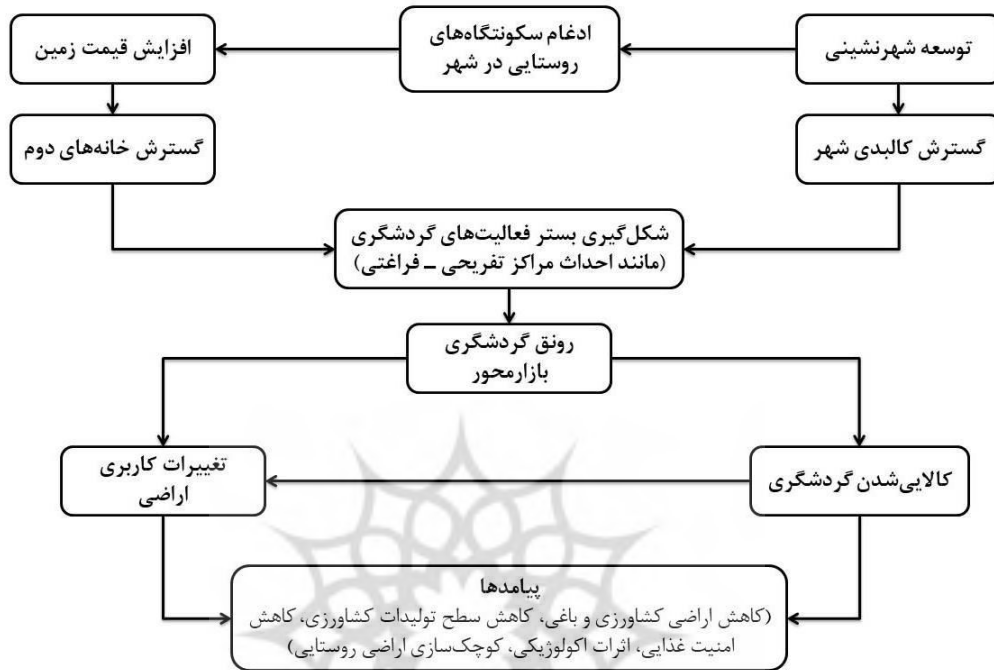 توسعه شهرنشینی
ادغام سکونتگاه‌های
روستایی در شهر
افزایش قیمت زمین
گسترش کالبدی شهر
گسترش خانه‌های دوم
شکل‌گیری بستر فعالیت‌های گردشگری
(مانند احداث مراکز تفریحی ـ فراغتی)
رونق گردشگری
بازارمحور
کالایی‌شدن گردشگری
تغییرات کاربری
اراضی
پیامدها
(کاهش اراضی کشاورزی و باغی، کاهش سطح تولیدات کشاورزی، کاهش
امنیت غذایی، اثرات اکولوژیکی، کوچک‌سازی اراضی روستایی)